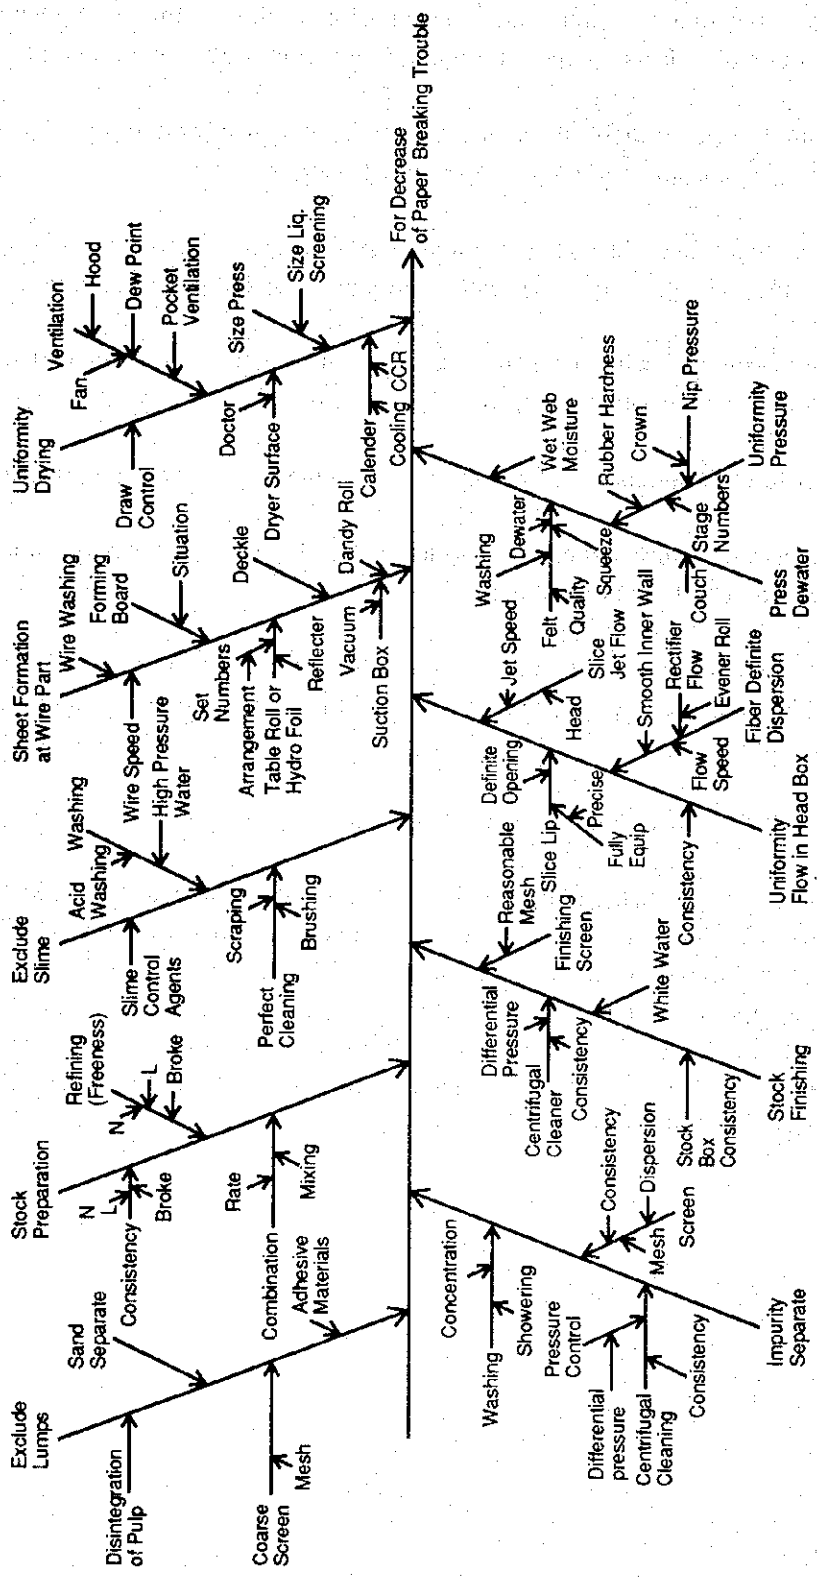 Exclude
Lumps
Sand
Separate
Disintegration
of Pulp
Coarse
Screen
Mesh
Adhesive
Materials
Stock
Preparation
Refining
(Freeness)
N
L
Broke
N
L
Consistency
Broke
Rate
Mixing
Combination
Exclude
Slime
Washing
Acid
Washing
High Pressure
Water
Slime
Control
Agents
Scraping
Brushing
Perfect
Cleaning
Sheet Formation
at Wire Part
Wire Washing
Forming
Board
Situation
Wire Speed
Set
Numbers
Arrangement
Table Roll or
Hydro Foil
Reflecter
Deckle
Dandy Roll
Vacuum
Suction Box
Uniformity
Drying
Ventilation
Fan
Hood
Dew Point
Pocket
Ventilation
Draw
Control
Doctor
Dryer Surface
Size Press
Size Liq.
Screening
Calender
Cooling
CCR
For Decrease
of Paper Breaking Trouble
Concentration
Washing
Showering
Pressure
Control
Differential
pressure
Centrifugal
Cleaning
Consistency
Consistency
Dispersion
Mesh
Screen
Impurity
Separate
Reasonable
Mesh
Finishing
Screen
Differential
Pressure
Centrifugal
Cleaner
Consistency
White Water
Stock
Box
Consistency
Stock
Finishing
Jet Speed
Head
Slice
Jet Flow
Definite
Opening
Slice Lip
Precise
Fully
Equip
Smooth Inner Wall
Rectifier
Flow
Evener Roll
Flow
Speed
Fiber Definite
Dispersion
Consistency
Uniformity
Flow in Head Box
Wet Web
Moisture
Washing
Dewater
Felt
Quality
Squeeze
Rubber Hardness
Crown
Nip Pressure
Stage
Numbers
Uniformity
Pressure
Couch
Press
Dewater